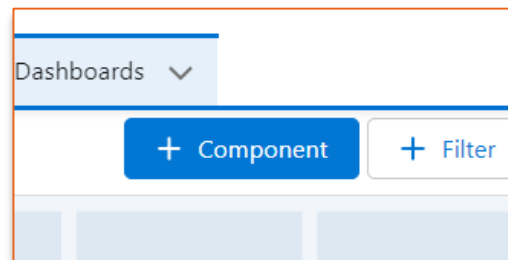 Dashboards
+ Component
+ Filter